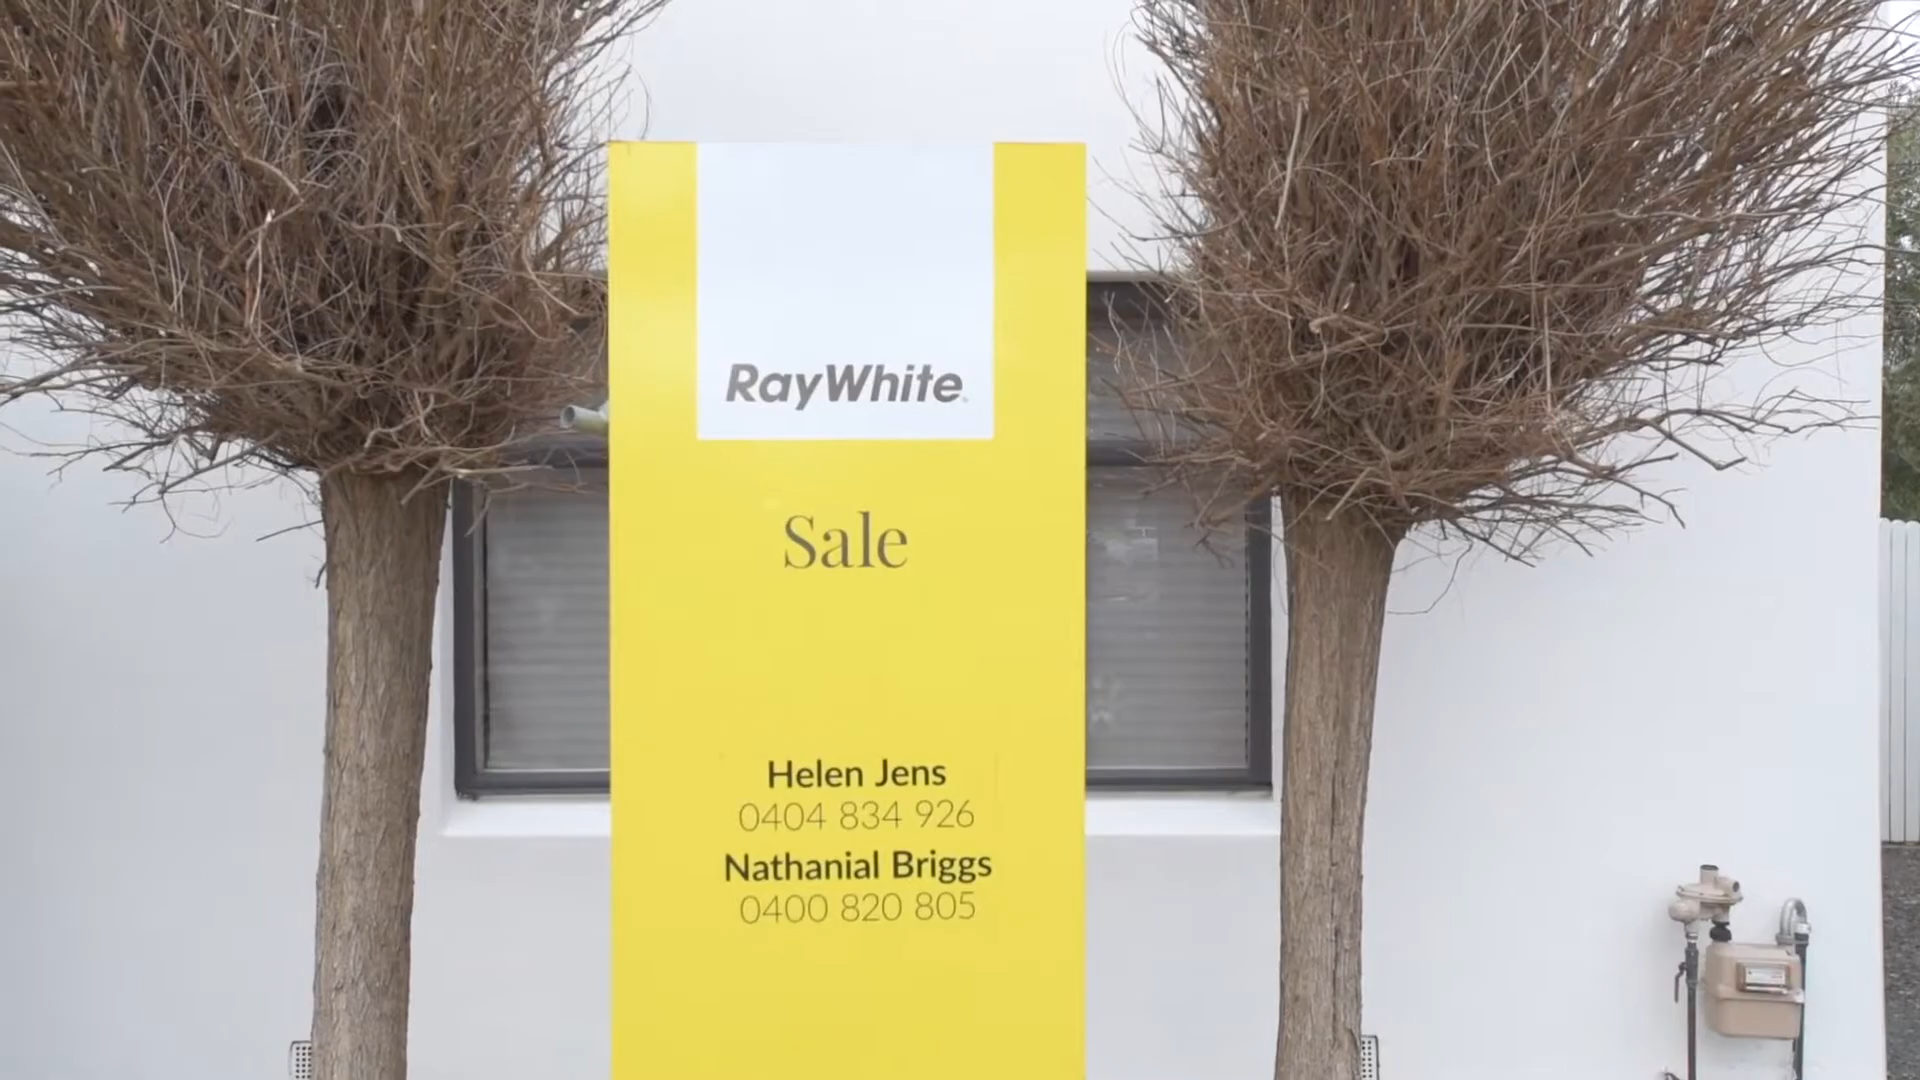 RayWhite.
Sale
Helen Jens
0404 834 926
Nathanial Briggs
0400 820 805